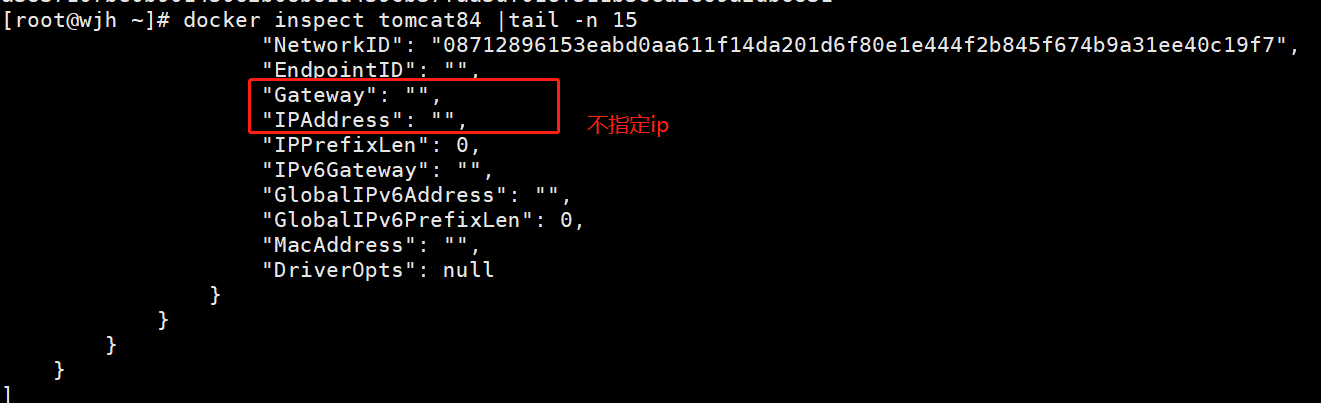 [root@wjh ~]# docker inspect tomcat84 |tail -n 15
"NetworkID": "08712896153eabd0aa611f14da201d6f80e1e444f2b845f674b9a31ee40c19f7",
"EndpointID": "",
"Gateway": "",
"IPAddress": "",
不指定ip
"IPPrefixLen": 0,
"IPv6Gateway": "",
"GlobalIPv6Address": "",
"GlobalIPv6PrefixLen": 0,
"MacAddress": "",
"DriverOpts": null
}
}
}
}
]